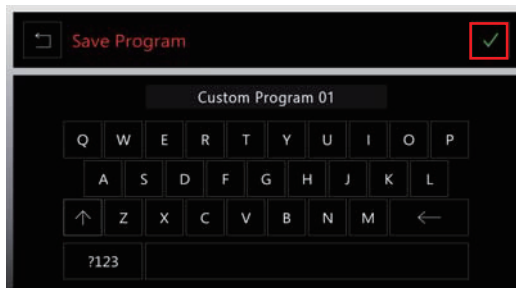 Save Program
Custom Program 01
Q W E R T Y U I O P
A S D F G H J K L
Z X C V B N M
?123